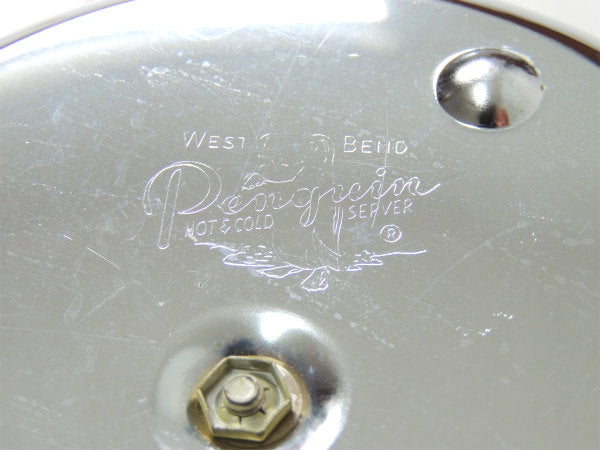 WEST BEND
Penguin
HOT & COLD SERVER
®